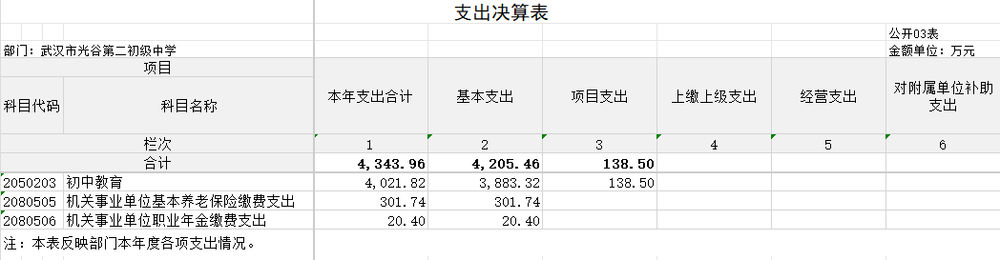 支出决算表
公开03表
部门：武汉市光谷第二初级中学 金额单位：万元
项目 本年支出合计 基本支出 项目支出 上缴上级支出 经营支出 对附属单位补助支出
科目代码 科目名称
栏次 1 2 3 4 5 6
合计 4,343.96 4,205.46 138.50
2050203 初中教育 4,021.82 3,883.32 138.50
2080505 机关事业单位基本养老保险缴费支出 301.74 301.74
2080506 机关事业单位职业年金缴费支出 20.40 20.40
注：本表反映部门本年度各项支出情况。